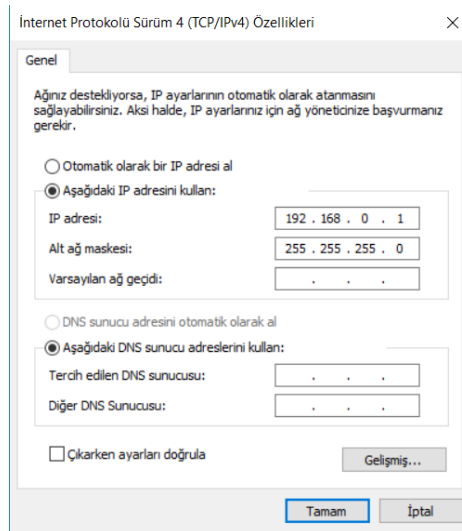 İnternet Protokolü Sürüm 4 (TCP/IPv4) Özellikleri
Genel
Ağınız destekliyorsa, IP ayarlarının otomatik olarak atanmasını
sağlayabilirsiniz. Aksi halde, IP ayarlarınız için ağ yöneticinize başvurmanız
gerekir.
Otomatik olarak bir IP adresi al
Aşağıdaki IP adresini kullan:
IP adresi: 192 . 168 . 0 . 1
Alt ağ maskesi: 255 . 255 . 255 . 0
Varsayılan ağ geçidi: . . .
DNS sunucu adresini otomatik olarak al
Aşağıdaki DNS sunucu adreslerini kullan:
Tercih edilen DNS sunucusu: . . .
Diğer DNS Sunucusu: . . .
Çıkarken ayarları doğrula
Gelişmiş...
Tamam İptal